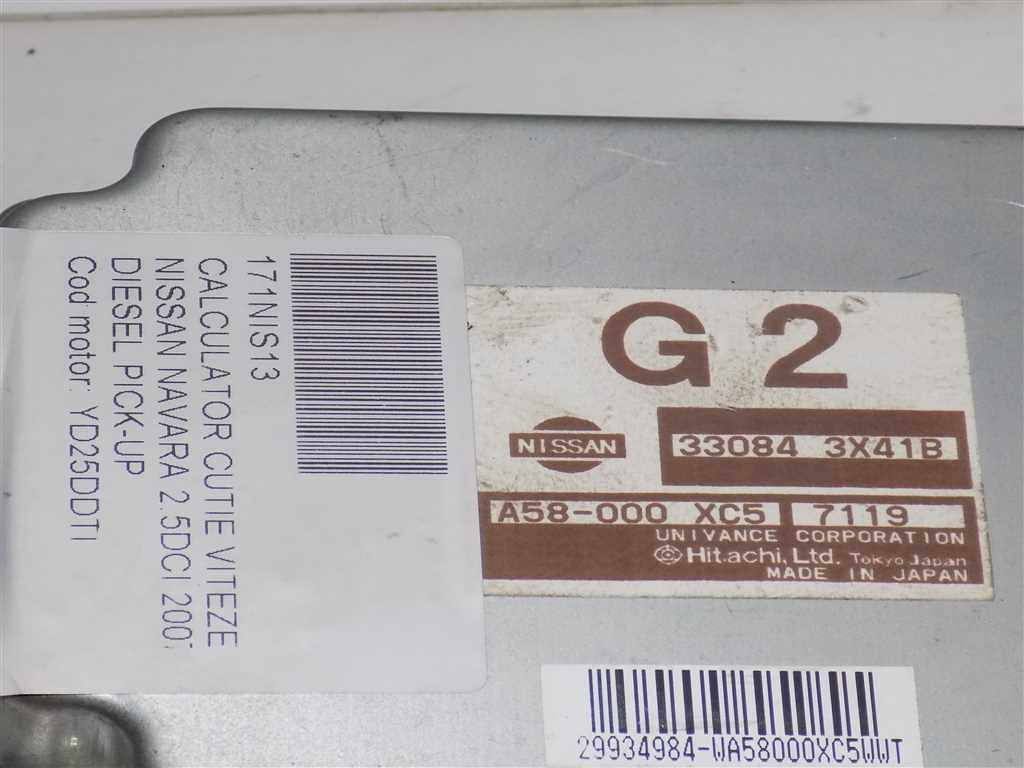 171NIS13
CALCULATOR CUTIE VITEZE
NISSAN NAVARA 2.5DCI 2007
DIESEL PICK-UP
Cod motor: YD25DDTI
G 2
NISSAN
33084 3X41B
A58-000 XC5 7119
UNIVANCE CORPORATION
Hitachi, Ltd. Tokyo Japan
MADE IN JAPAN
29934984-WA58000XC5WWT